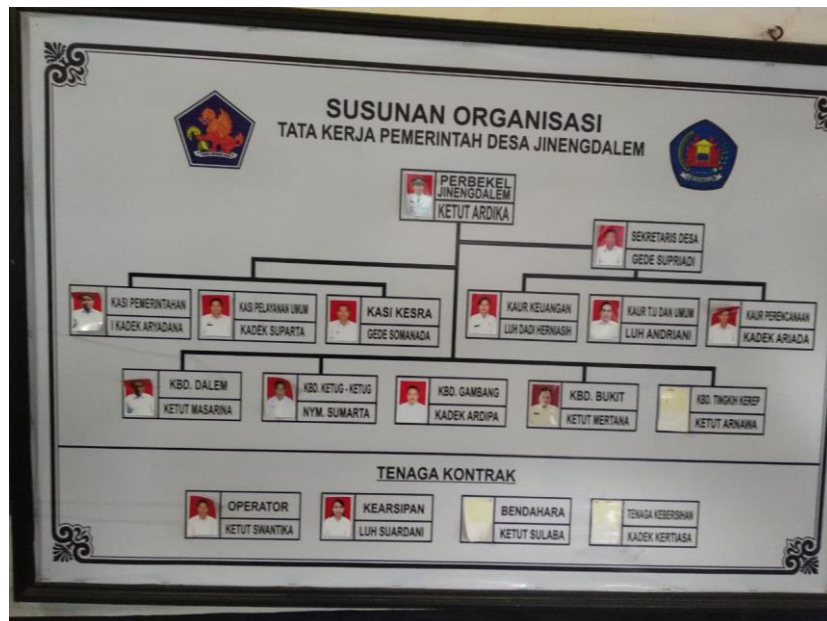 SUSUNAN ORGANISASI
TATA KERJA PEMERINTAH DESA JINENGDALEM
PERBEKEL
JINENGDALEM
KETUT ARDIKA
SEKRETARIS DESA
GEDE SUPRIADI
KASI PEMERINTAHAN
I KADEK ARYADANA
KASI PELAYANAN UMUM
KADEK SUPARTA
KASI KESRA
GEDE SOMANADA
KAUR KEUANGAN
LUH DADI HERNIASIH
KAUR T.U DAN UMUM
LUH ANDRIANI
KAUR PERENCANAAN
KADEK ARIADA
KBD. DALEM
KETUT MASARINA
KBD. KETUG - KETUG
NYM. SUMARTA
KBD. GAMBANG
KADEK ARDIPA
KBD. BUKIT
KETUT MERTANA
KBD. TINGKIH KEREP
KETUT ARNAWA
TENAGA KONTRAK
OPERATOR
KETUT SWANTIKA
KEARSIPAN
LUH SUARDANI
BENDAHARA
KETUT SULABA
TENAGA KEBERSIHAN
KADEK KERTIASA